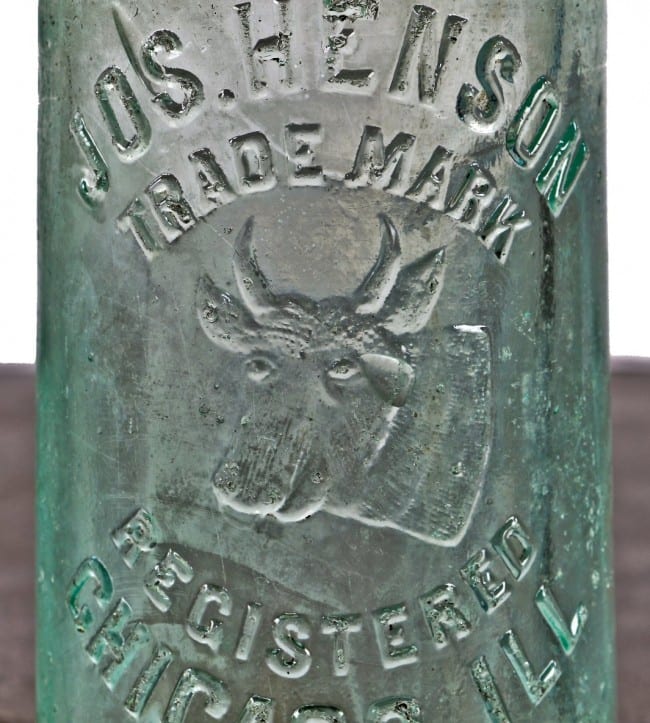 JOS. HENSON
TRADE MARK
REGISTERED
CHICAGO ILL